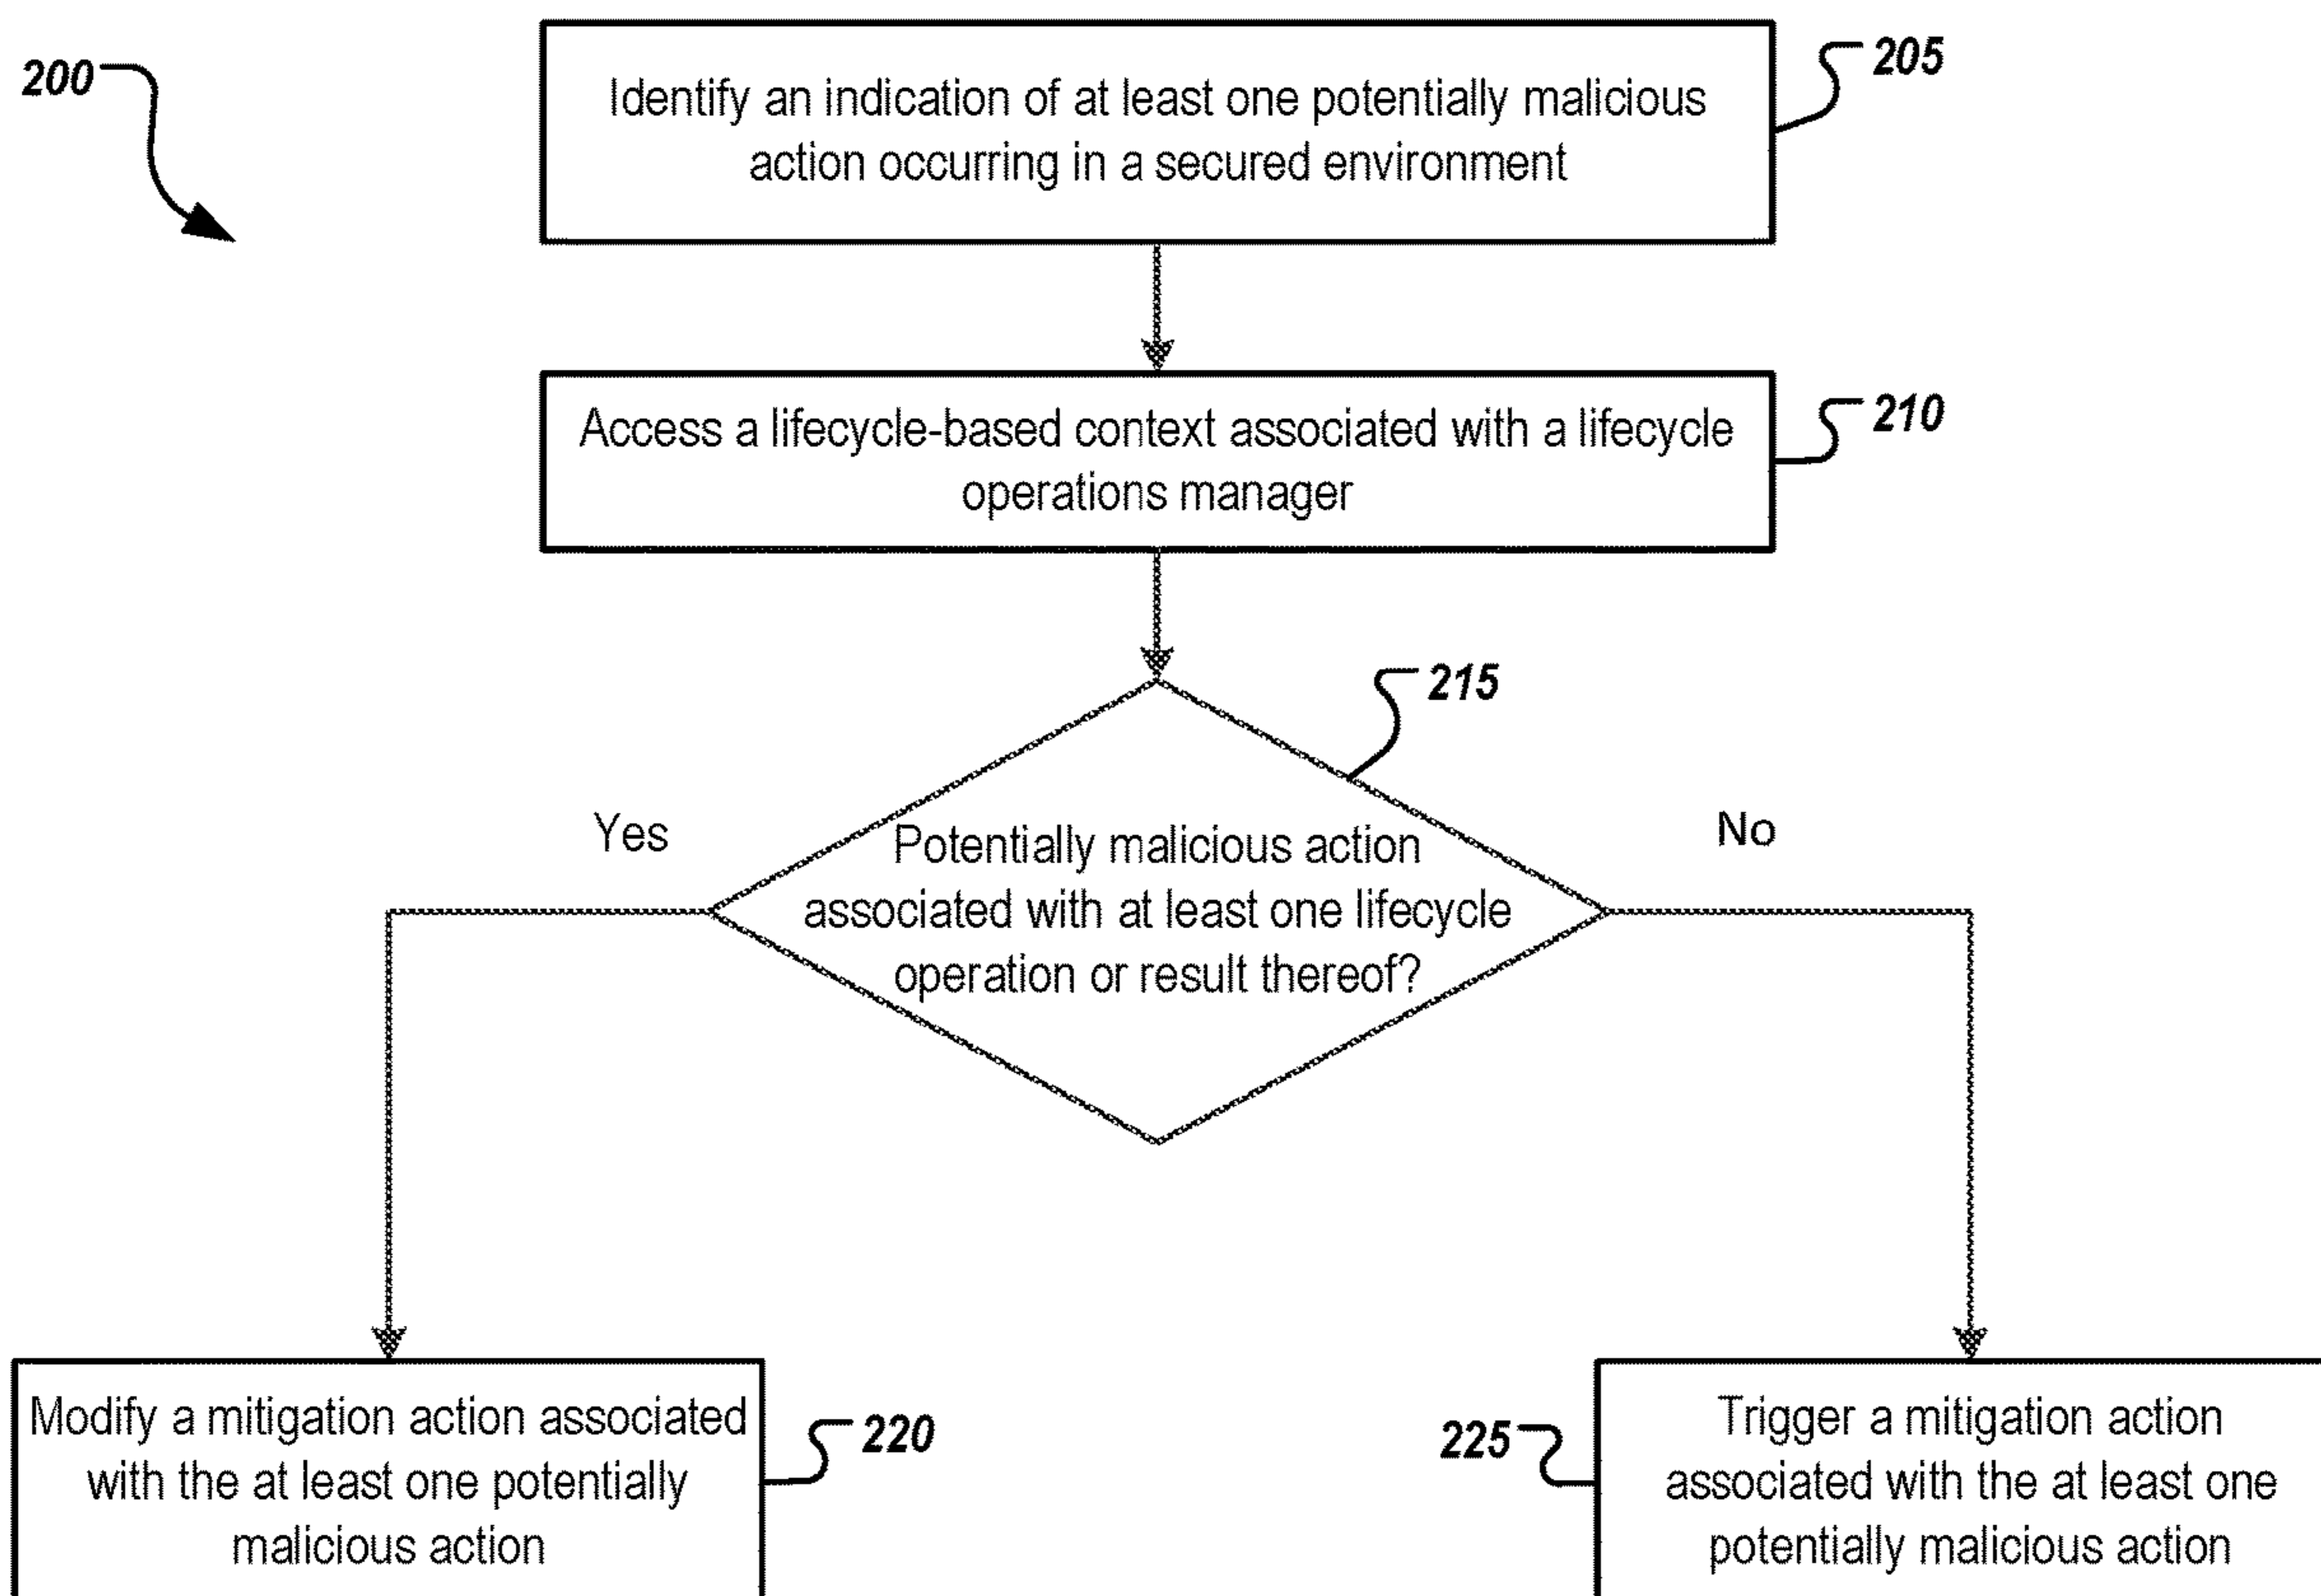 200
205
Identify an indication of at least one potentially malicious
action occurring in a secured environment
210
Access a lifecycle-based context associated with a lifecycle
operations manager
215
Yes
No
Potentially malicious action
associated with at least one lifecycle
operation or result thereof?
Modify a mitigation action associated
with the at least one potentially
malicious action
220
225
Trigger a mitigation action
associated with the at least one
potentially malicious action